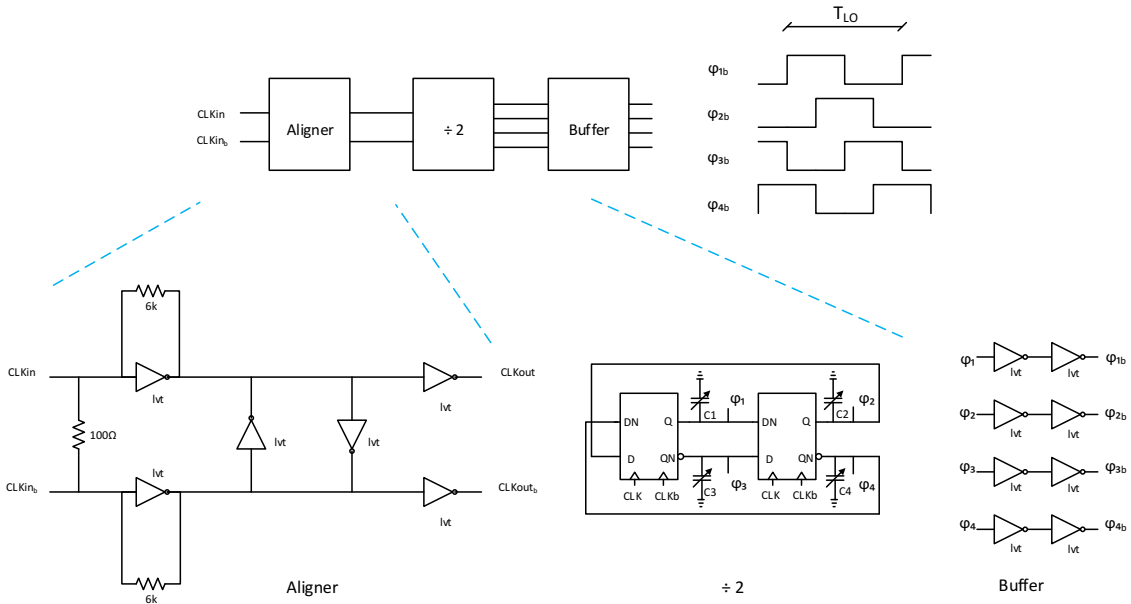 T_LO
φ₁b
CLKin
CLKin_b
Aligner
÷ 2
Buffer
φ₂b
φ₃b
φ₄b
6k
CLKin
lvt
CLKout
100Ω
lvt
lvt
lvt
lvt
CLKin_b
CLKout_b
lvt
6k
Aligner
C1
φ₁
C2
φ₂
DN
Q
DN
Q
D
QN
D
QN
CLK
CLKb
C3
φ₃
CLK
CLKb
C4
φ₄
÷ 2
φ₁
φ₁b
lvt
lvt
φ₂
φ₂b
lvt
lvt
φ₃
φ₃b
lvt
lvt
φ₄
φ₄b
lvt
lvt
Buffer